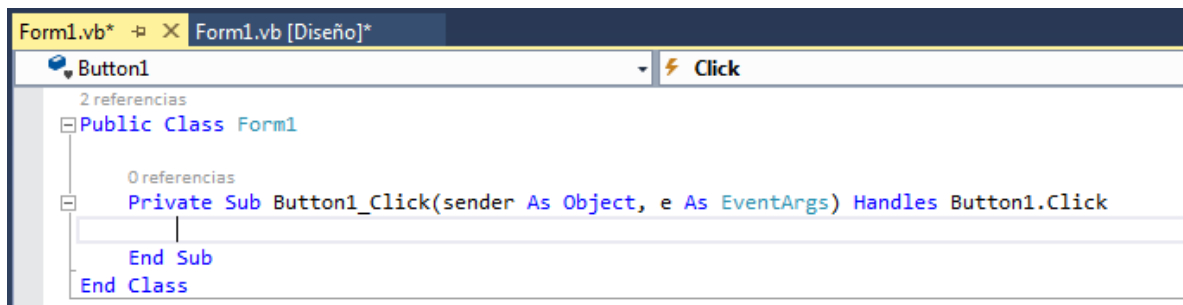 Form1.vb* Form1.vb [Diseño]*
Button1 Click
2 referencias
Public Class Form1
0 referencias
Private Sub Button1_Click(sender As Object, e As EventArgs) Handles Button1.Click
End Sub
End Class